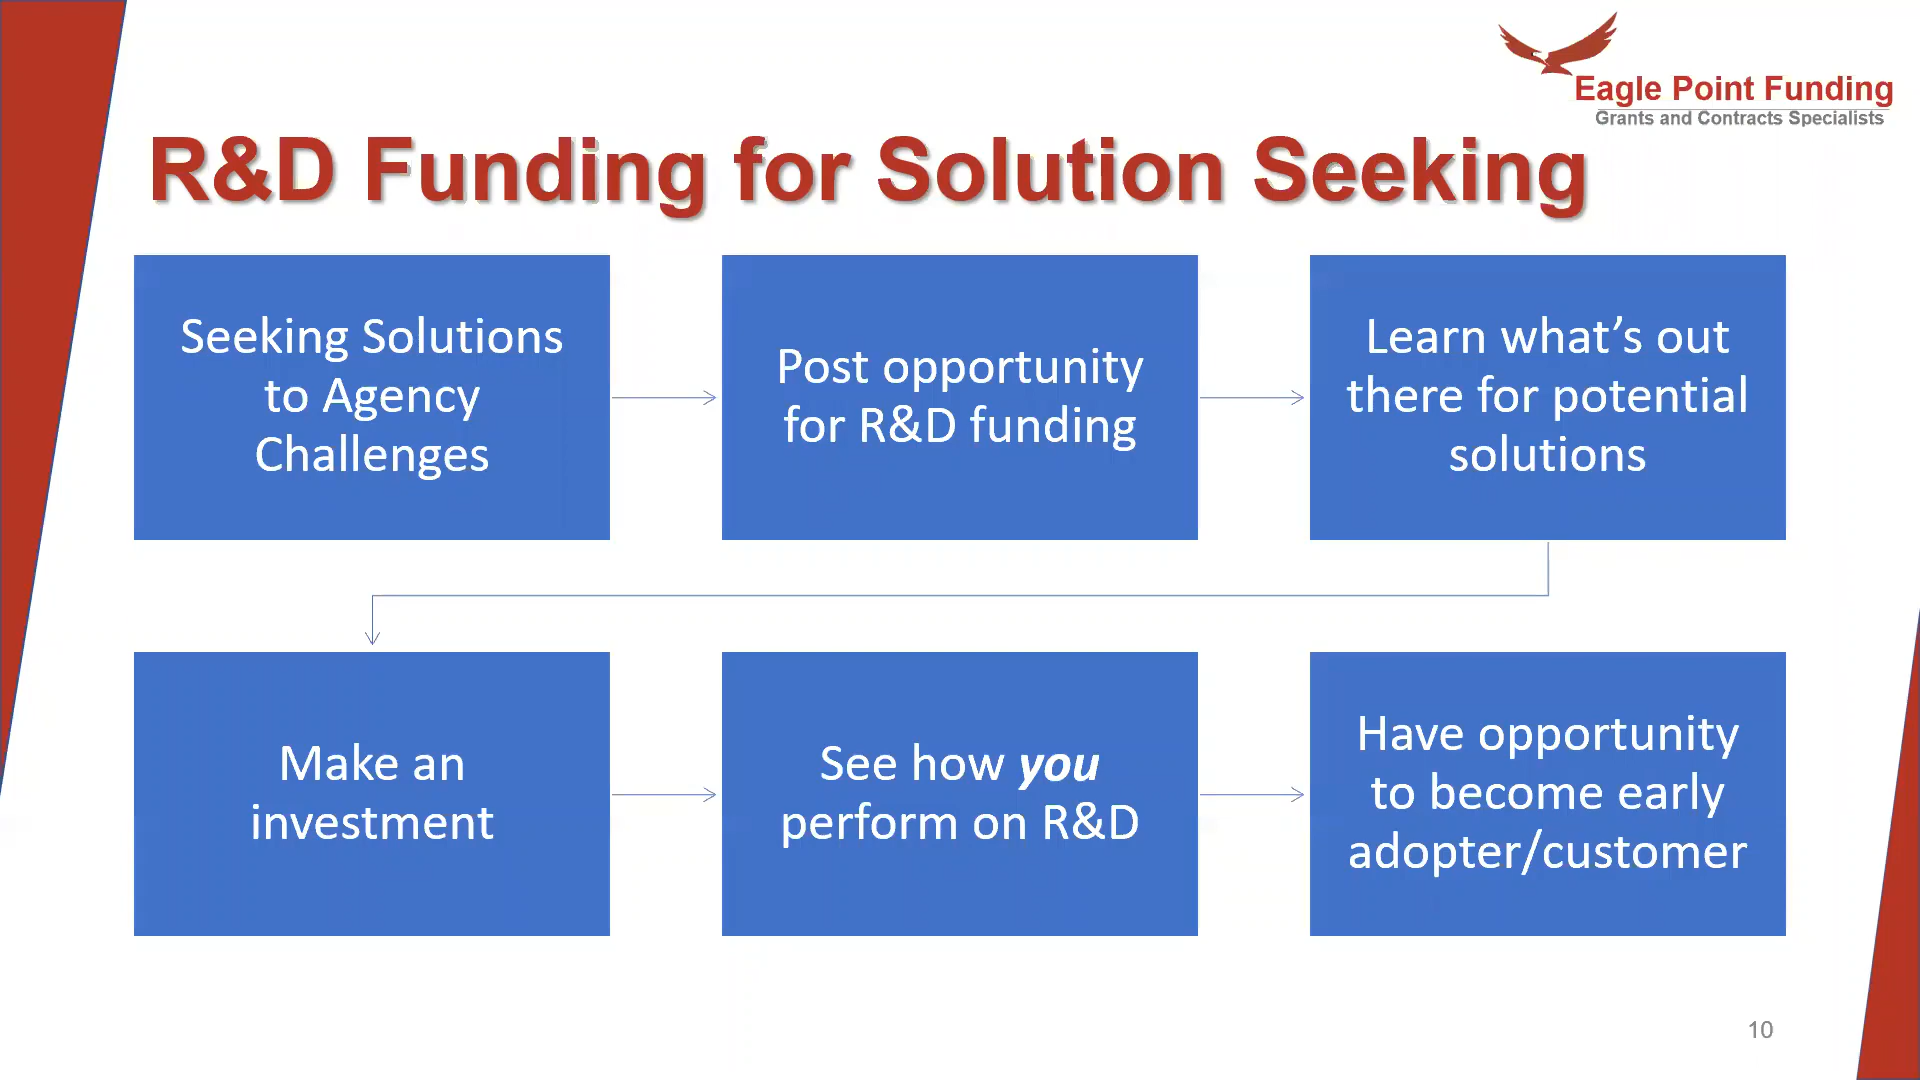 Eagle Point Funding
Grants and Contracts Specialists
R&D Funding for Solution Seeking
Seeking Solutions
to Agency
Challenges
Post opportunity
for R&D funding
Learn what’s out
there for potential
solutions
Make an
investment
See how you
perform on R&D
Have opportunity
to become early
adopter/customer
10